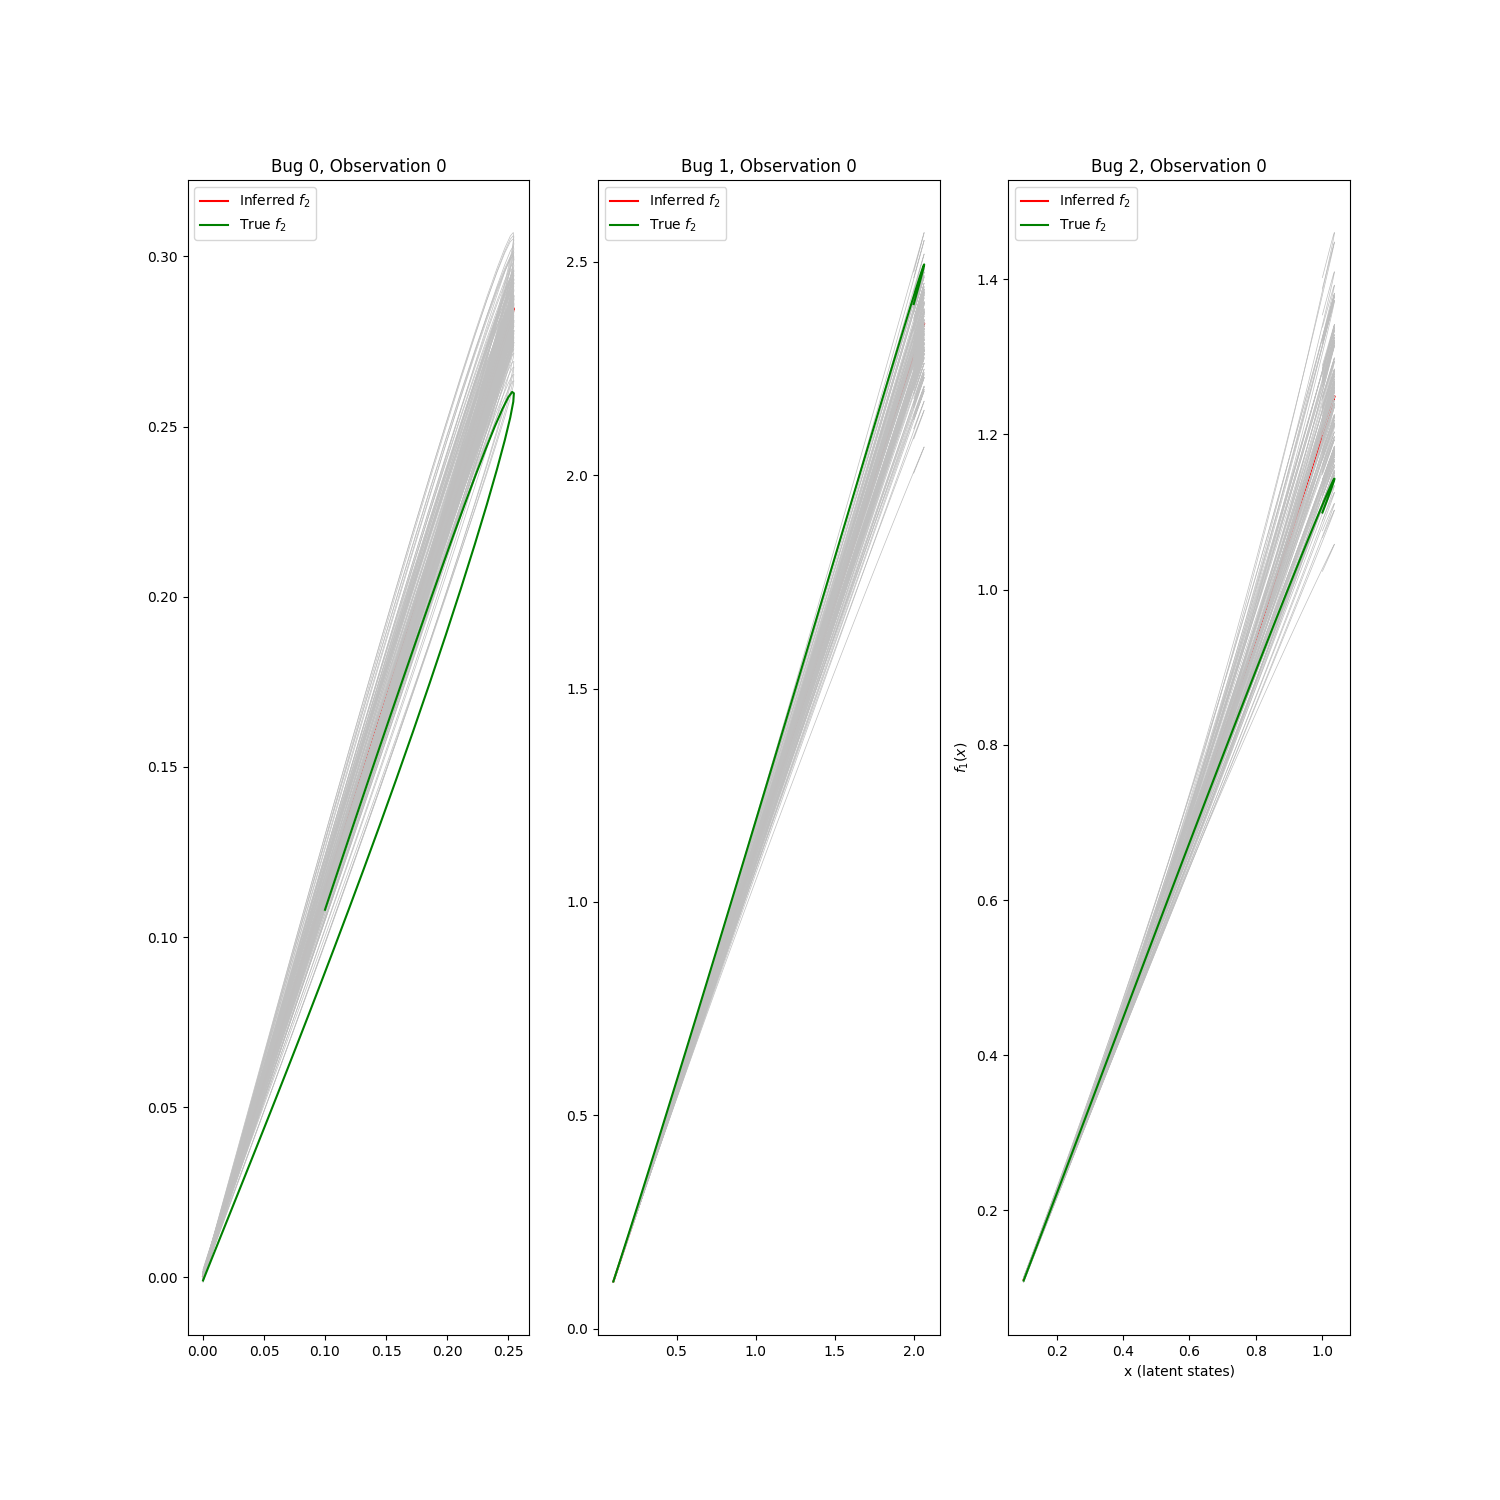 Bug 0, Observation 0
Inferred f₂
True f₂
0.30
0.25
0.20
0.15
0.10
0.05
0.00
0.00 0.05 0.10 0.15 0.20 0.25
Bug 1, Observation 0
Inferred f₂
True f₂
2.5
2.0
1.5
1.0
0.5
0.0
0.5 1.0 1.5 2.0
Bug 2, Observation 0
Inferred f₂
True f₂
1.4
1.2
1.0
0.8
0.6
0.4
0.2
f₁(x)
0.2 0.4 0.6 0.8 1.0
x (latent states)